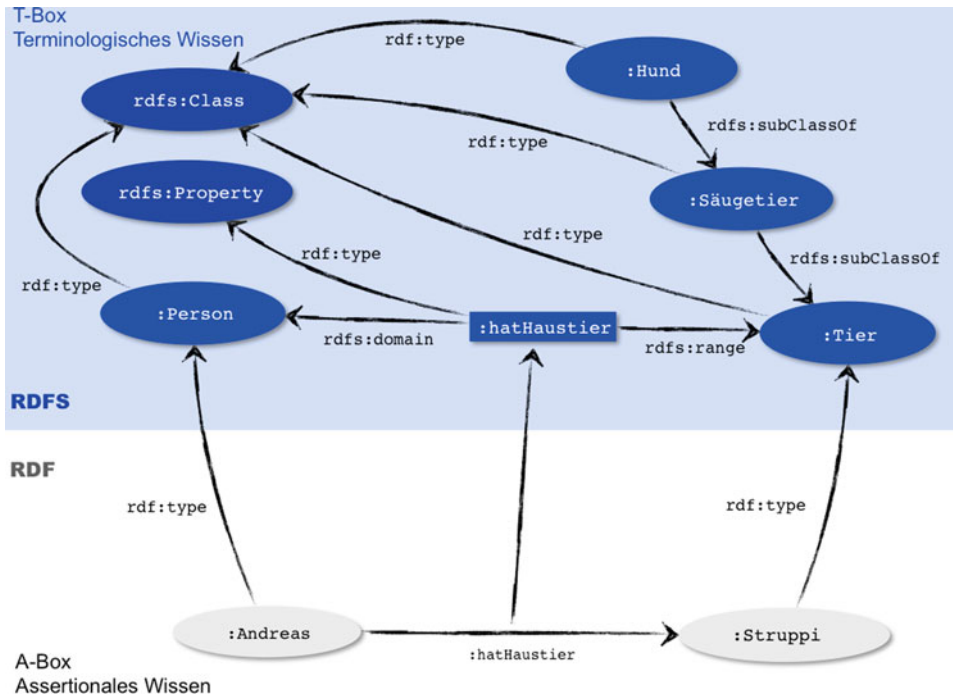 T-Box
Terminologisches Wissen
rdf:type
:Hund
rdfs:Class
rdfs:subClassOf
rdf:type
rdfs:Property
:Säugetier
rdf:type
rdf:type
rdfs:subClassOf
rdf:type
:Person
:hatHaustier
:Tier
rdfs:domain
rdfs:range
RDFS
RDF
rdf:type
rdf:type
:Andreas
:Struppi
:hatHaustier
A-Box
Assertionales Wissen